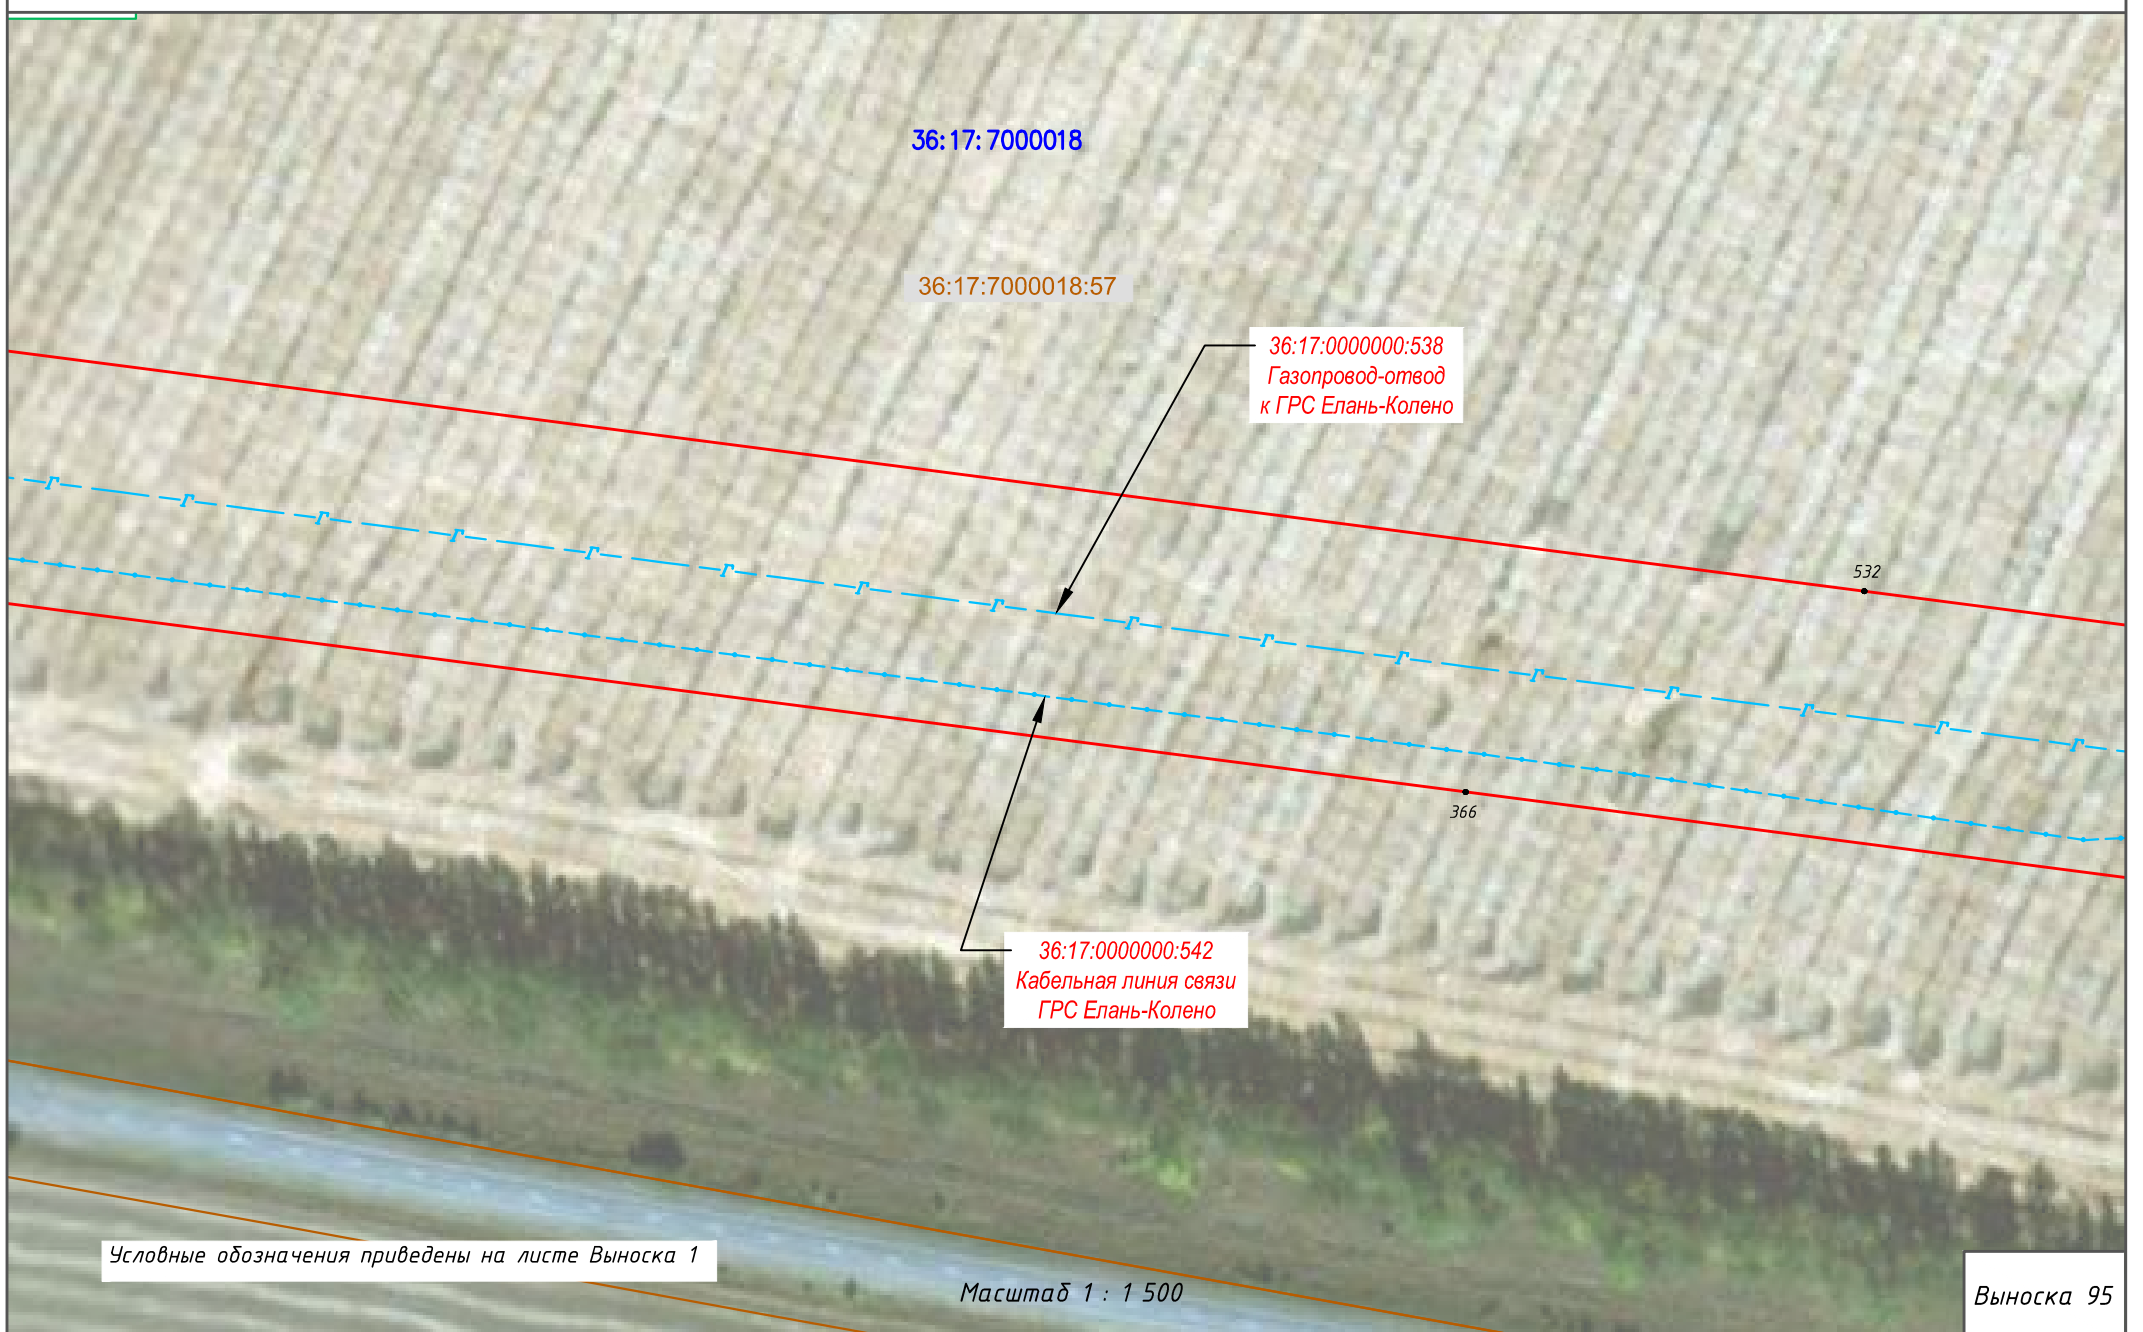 36:17:7000018
36:17:7000018:57
36:17:0000000:538
Газопровод-отвод
к ГРС Елань-Колено
532
366
36:17:0000000:542
Кабельная линия связи
ГРС Елань-Колено
Условные обозначения приведены на листе Выноска 1
Масштаб 1 : 1 500
Выноска 95
Г Г Г Г Г Г Г Г Г Г Г Г Г Г Г Г